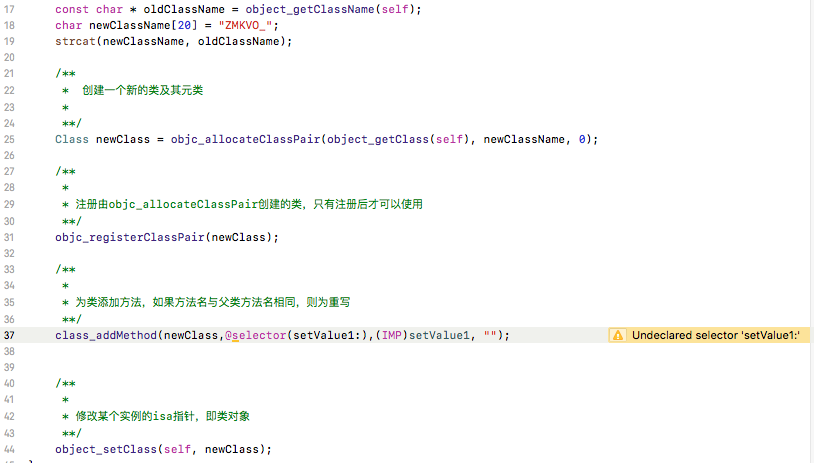 17 const char * oldClassName = object_getClassName(self);
18 char newClassName[20] = "ZMKVO_";
19 strcat(newClassName, oldClassName);
20
21 /**
22 *  创建一个新的类及其元类
23 *
24 **/
25 Class newClass = objc_allocateClassPair(object_getClass(self), newClassName, 0);
26
27 /**
28 *
29 * 注册由objc_allocateClassPair创建的类，只有注册后才可以使用
30 **/
31 objc_registerClassPair(newClass);
32
33 /**
34 *
35 * 为类添加方法，如果方法名与父类方法名相同，则为重写
36 **/
37 class_addMethod(newClass,@selector(setValue1:),(IMP)setValue1, ""); Undeclared selector 'setValue1:'
38
39
40 /**
41 *
42 * 修改某个实例的isa指针，即类对象
43 **/
44 object_setClass(self, newClass);